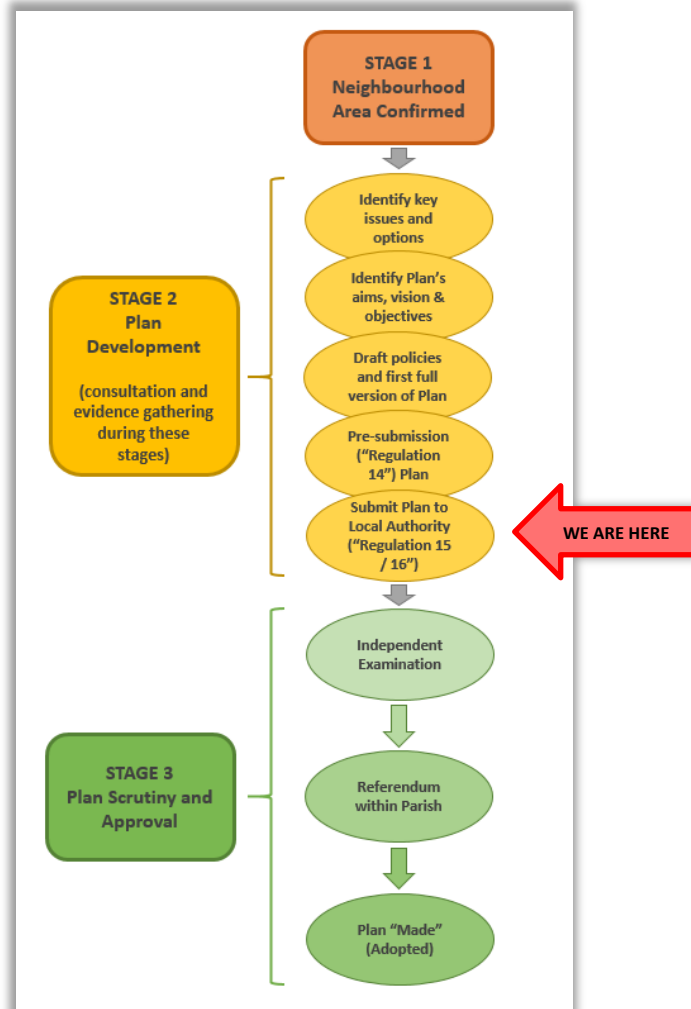 STAGE 1
Neighbourhood
Area Confirmed
Identify key
issues and
options
Identify Plan's
aims, vision &
objectives
STAGE 2
Plan
Development
(consultation and
evidence gathering
during these
stages)
Draft policies
and first full
version of Plan
Pre-submission
("Regulation
14") Plan
Submit Plan to
Local Authority
("Regulation 15
/ 16")
WE ARE HERE
Independent
Examination
STAGE 3
Plan Scrutiny and
Approval
Referendum
within Parish
Plan "Made"
(Adopted)